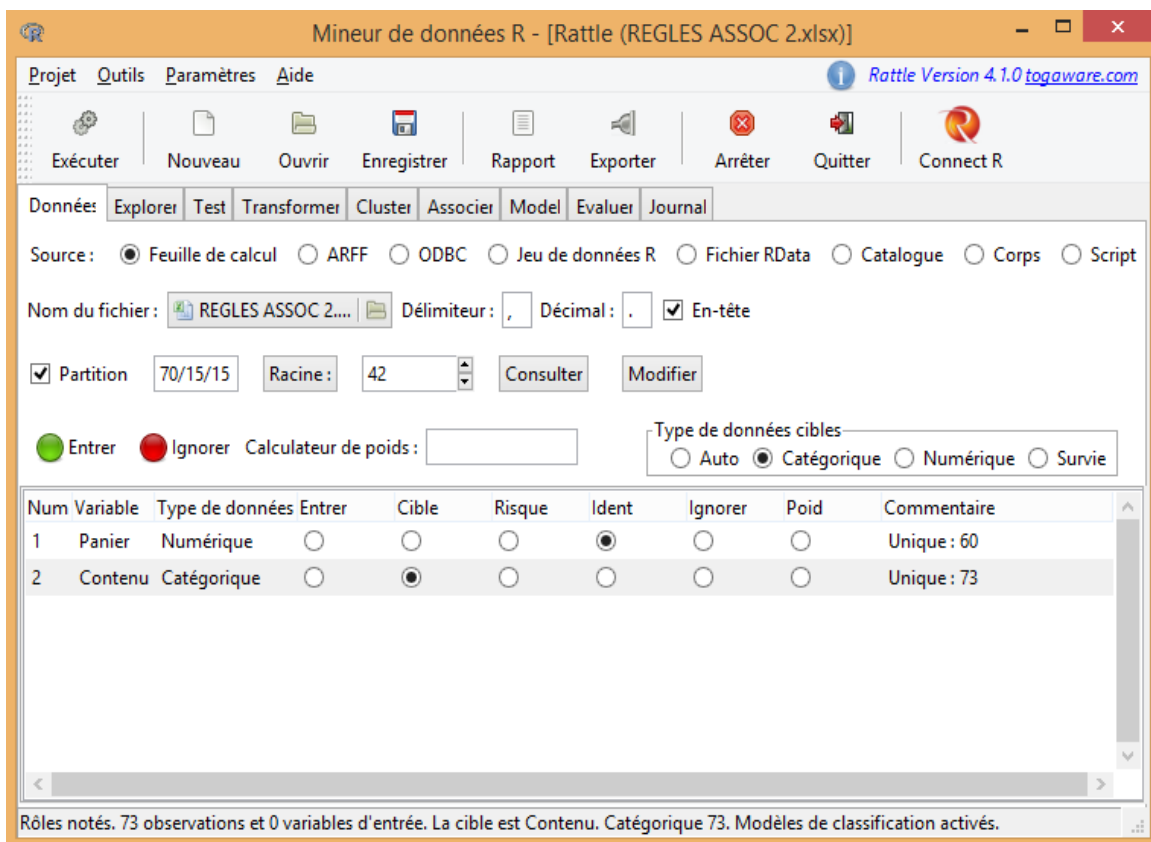 Mineur de données R - [Rattle (REGLES ASSOC 2.xlsx)]
Projet Outils Paramètres Aide Rattle Version 4.1.0 togaware.com
Exécuter Nouveau Ouvrir Enregistrer Rapport Exporter Arrêter Quitter Connect R
Données Explorer Test Transformer Cluster Associer Model Evaluer Journal
Source : Feuille de calcul ARFF ODBC Jeu de données R Fichier RData Catalogue Corps Script
Nom du fichier : REGLES ASSOC 2.... Délimiteur : , Décimal : . En-tête
Partition 70/15/15 Racine : 42 Consulter Modifier
Type de données cibles
Entrer Ignorer Calculateur de poids : Auto Catégorique Numérique Survie
Num Variable Type de données Entrer Cible Risque Ident Ignorer Poid Commentaire
1 Panier Numérique Unique : 60
2 Contenu Catégorique Unique : 73
Rôles notés. 73 observations et 0 variables d'entrée. La cible est Contenu. Catégorique 73. Modèles de classification activés.